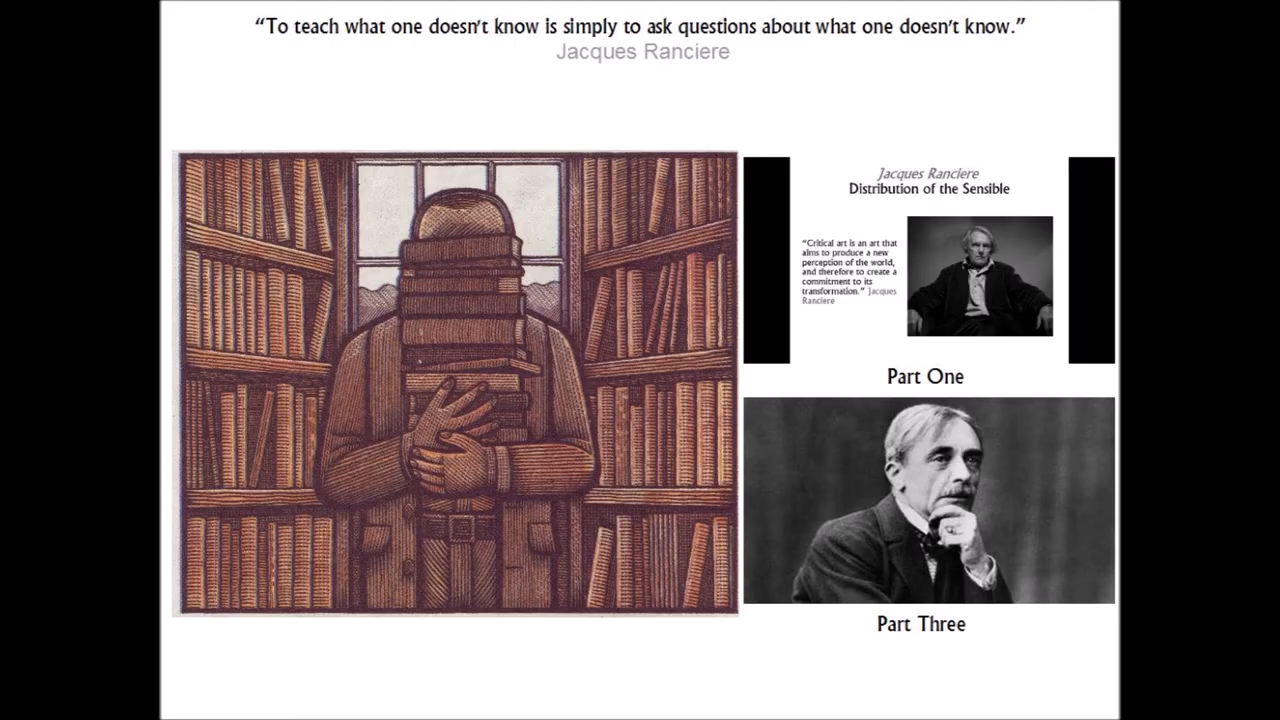 “To teach what one doesn’t know is simply to ask questions about what one doesn’t know.”
Jacques Ranciere
Jacques Ranciere
Distribution of the Sensible
“Critical art is an art that
aims to produce a new
perception of the world,
and therefore to create a
commitment to its
transformation.” Jacques
Ranciere
Part One
Part Three